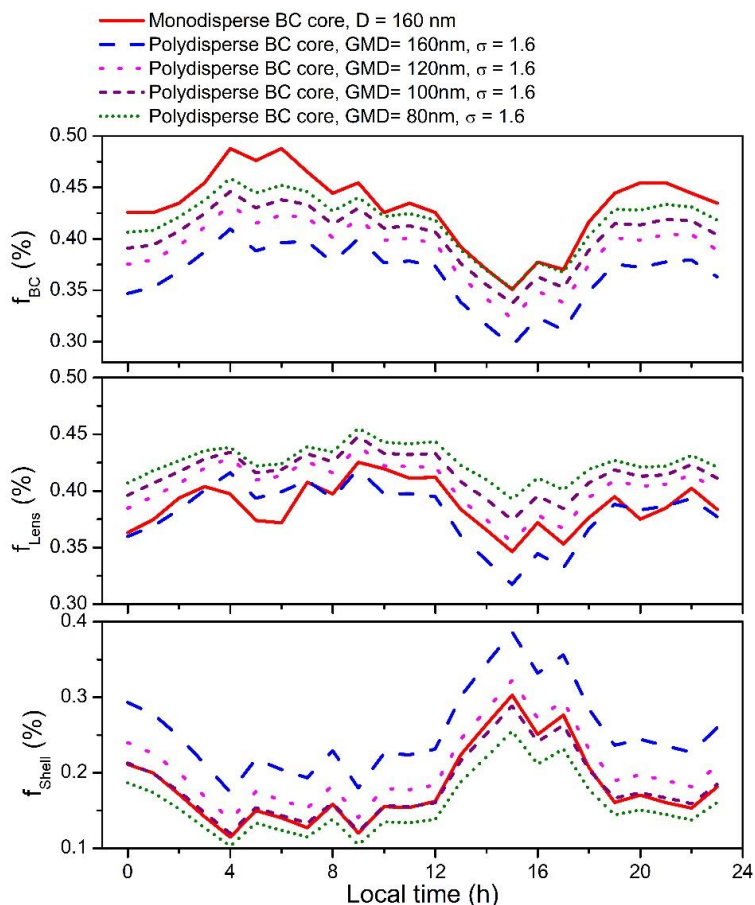 Monodisperse BC core, D = 160 nm
Polydisperse BC core, GMD= 160nm, σ = 1.6
Polydisperse BC core, GMD= 120nm, σ = 1.6
Polydisperse BC core, GMD= 100nm, σ = 1.6
Polydisperse BC core, GMD= 80nm, σ = 1.6
0.50
0.45
0.40
0.35
0.30
f_BC (%)
0.50
0.45
0.40
0.35
0.30
f_Lens (%)
0.4
0.3
0.2
0.1
f_Shell (%)
0 4 8 12 16 20 24
Local time (h)